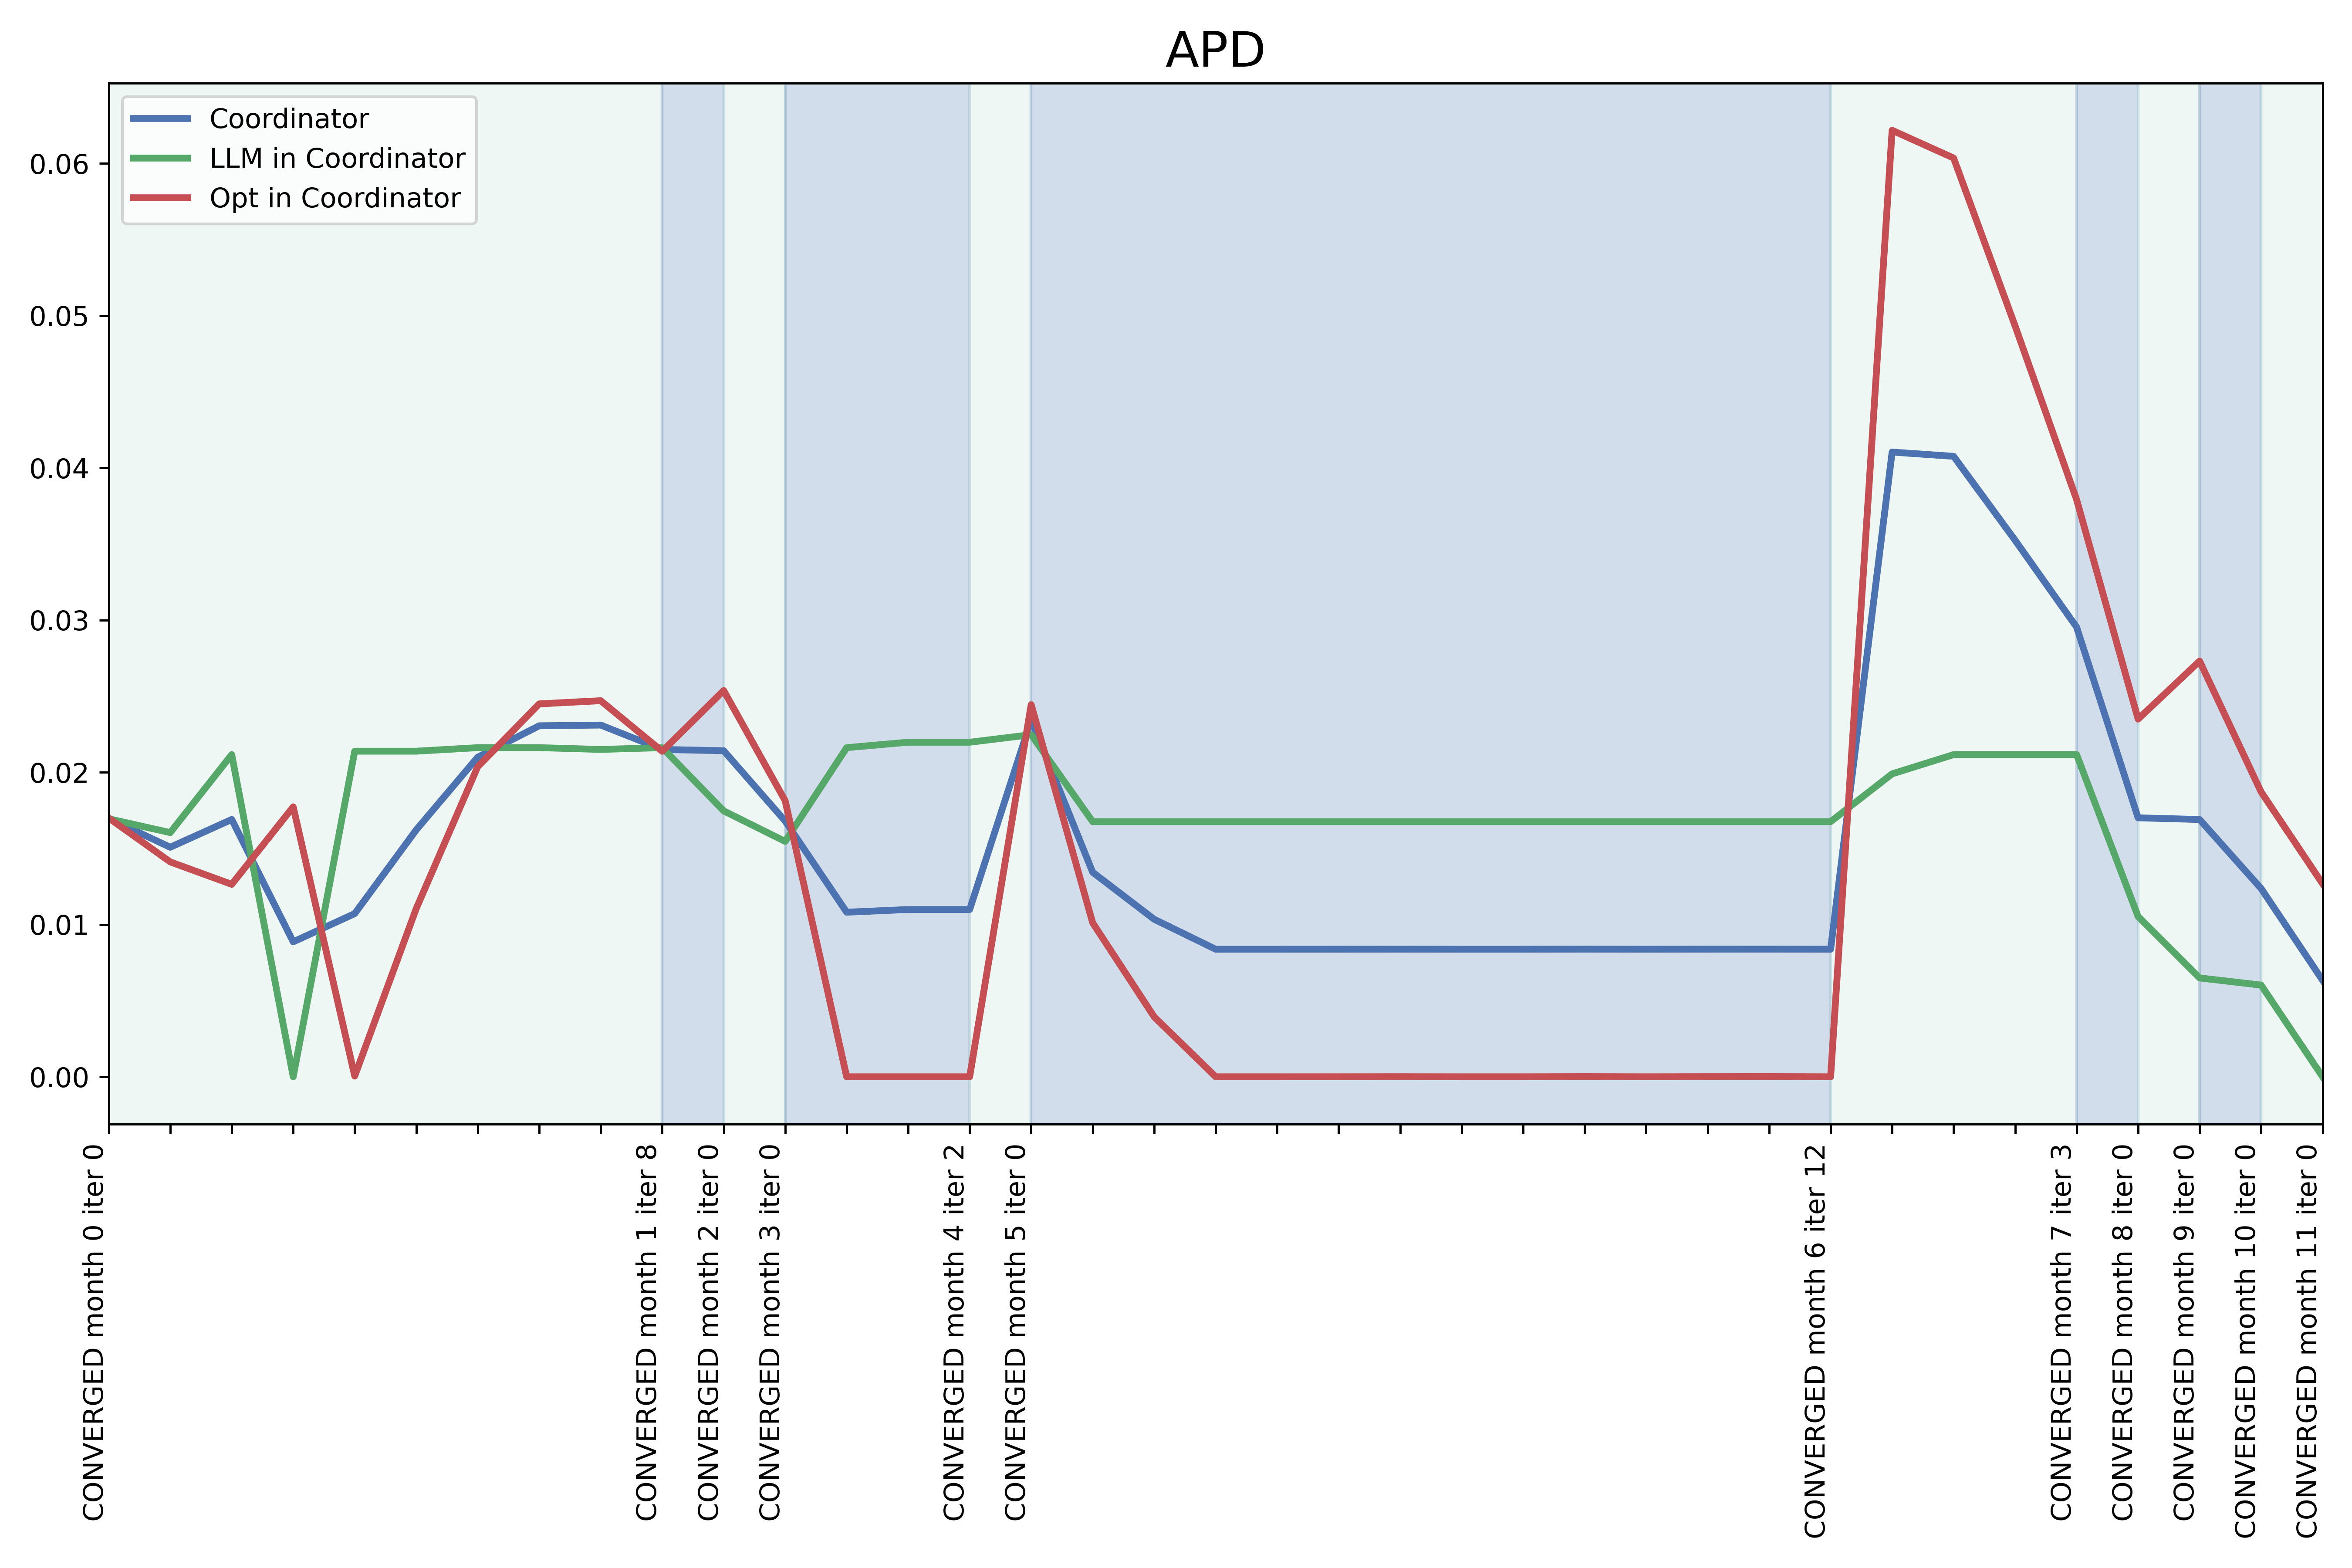 APD
Coordinator
LLM in Coordinator
Opt in Coordinator
0.06
0.05
0.04
0.03
0.02
0.01
0.00
CONVERGED month 0 iter 0
CONVERGED month 1 iter 8
CONVERGED month 2 iter 0
CONVERGED month 3 iter 0
CONVERGED month 4 iter 2
CONVERGED month 5 iter 0
CONVERGED month 6 iter 12
CONVERGED month 7 iter 3
CONVERGED month 8 iter 0
CONVERGED month 9 iter 0
CONVERGED month 10 iter 0
CONVERGED month 11 iter 0